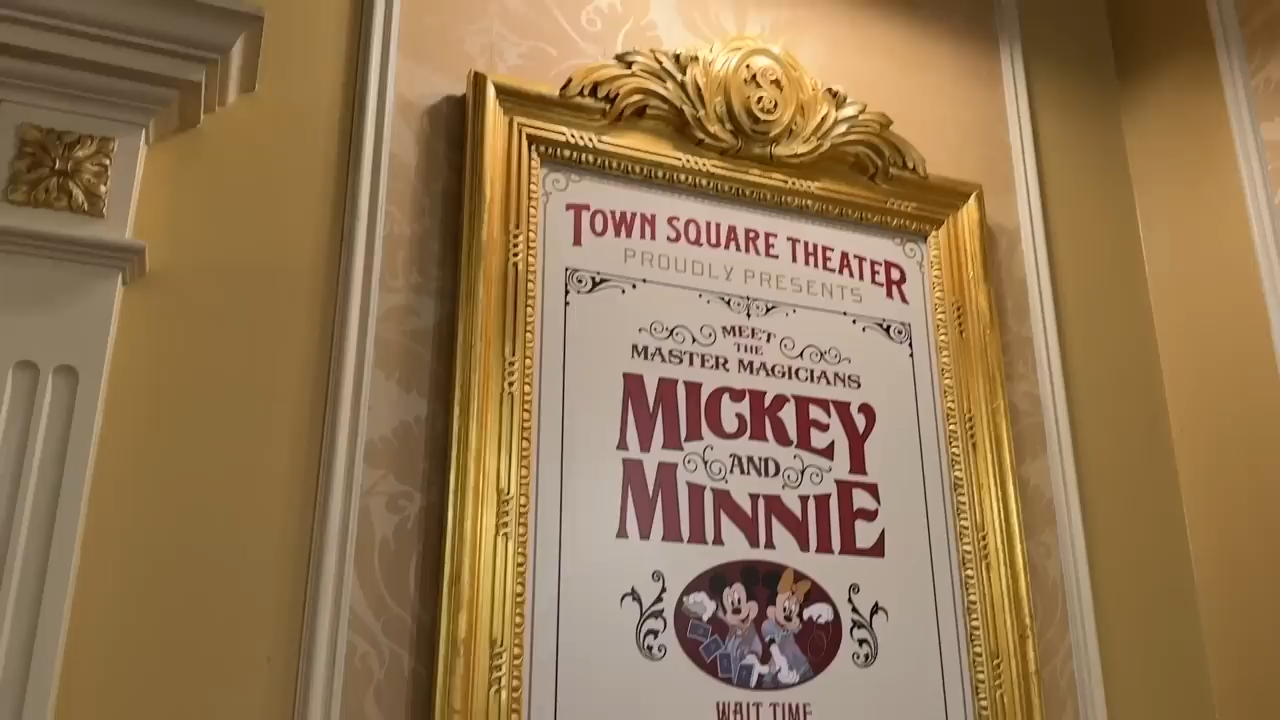 TOWN SQUARE THEATER
PROUDLY PRESENTS
MEET
THE
MASTER MAGICIANS
MICKEY
AND
MINNIE
WAIT TIME